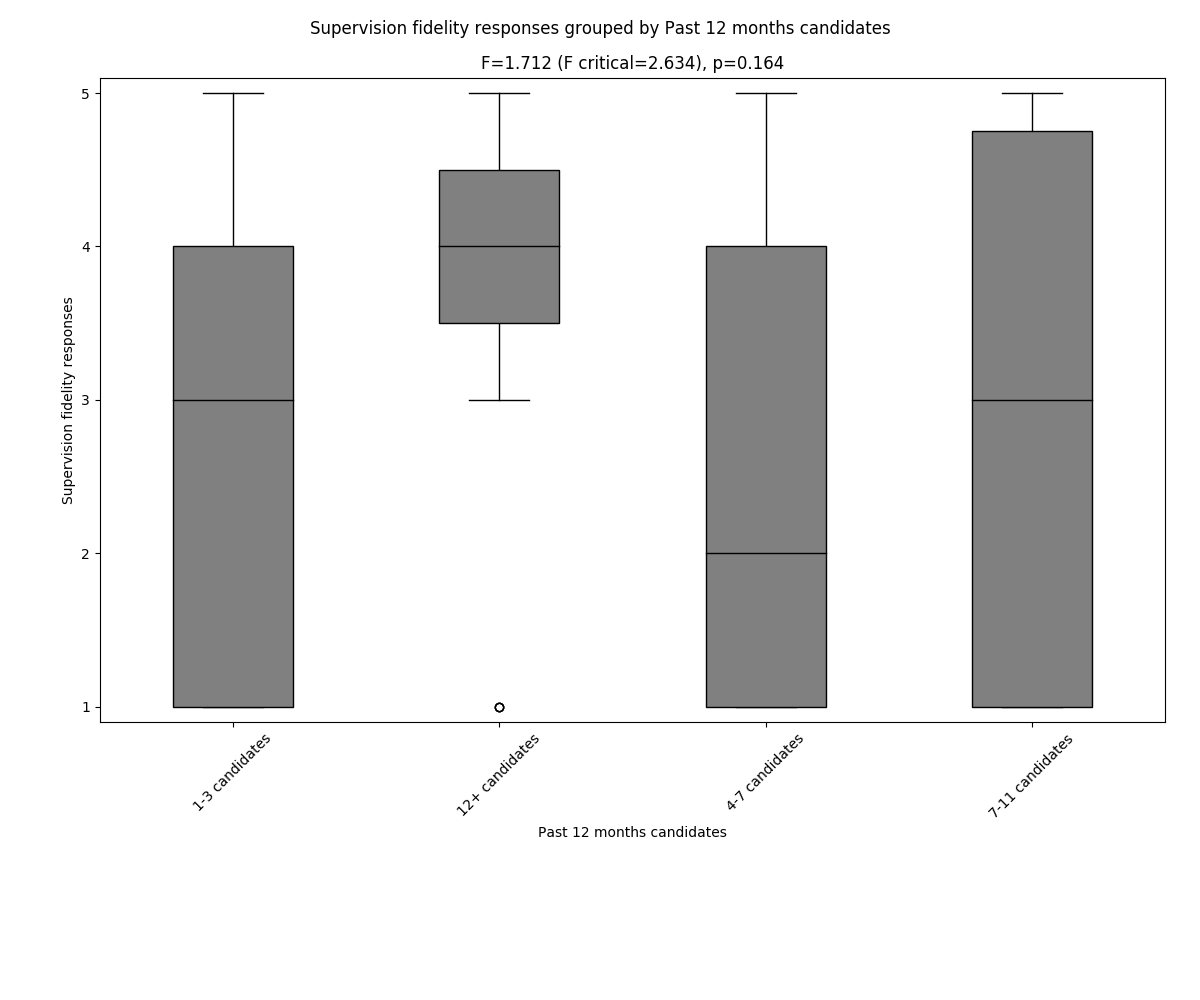 Supervision fidelity responses grouped by Past 12 months candidates
F=1.712 (F critical=2.634), p=0.164
Supervision fidelity responses
5
4
3
2
1
1-3 candidates
12+ candidates
4-7 candidates
7-11 candidates
Past 12 months candidates